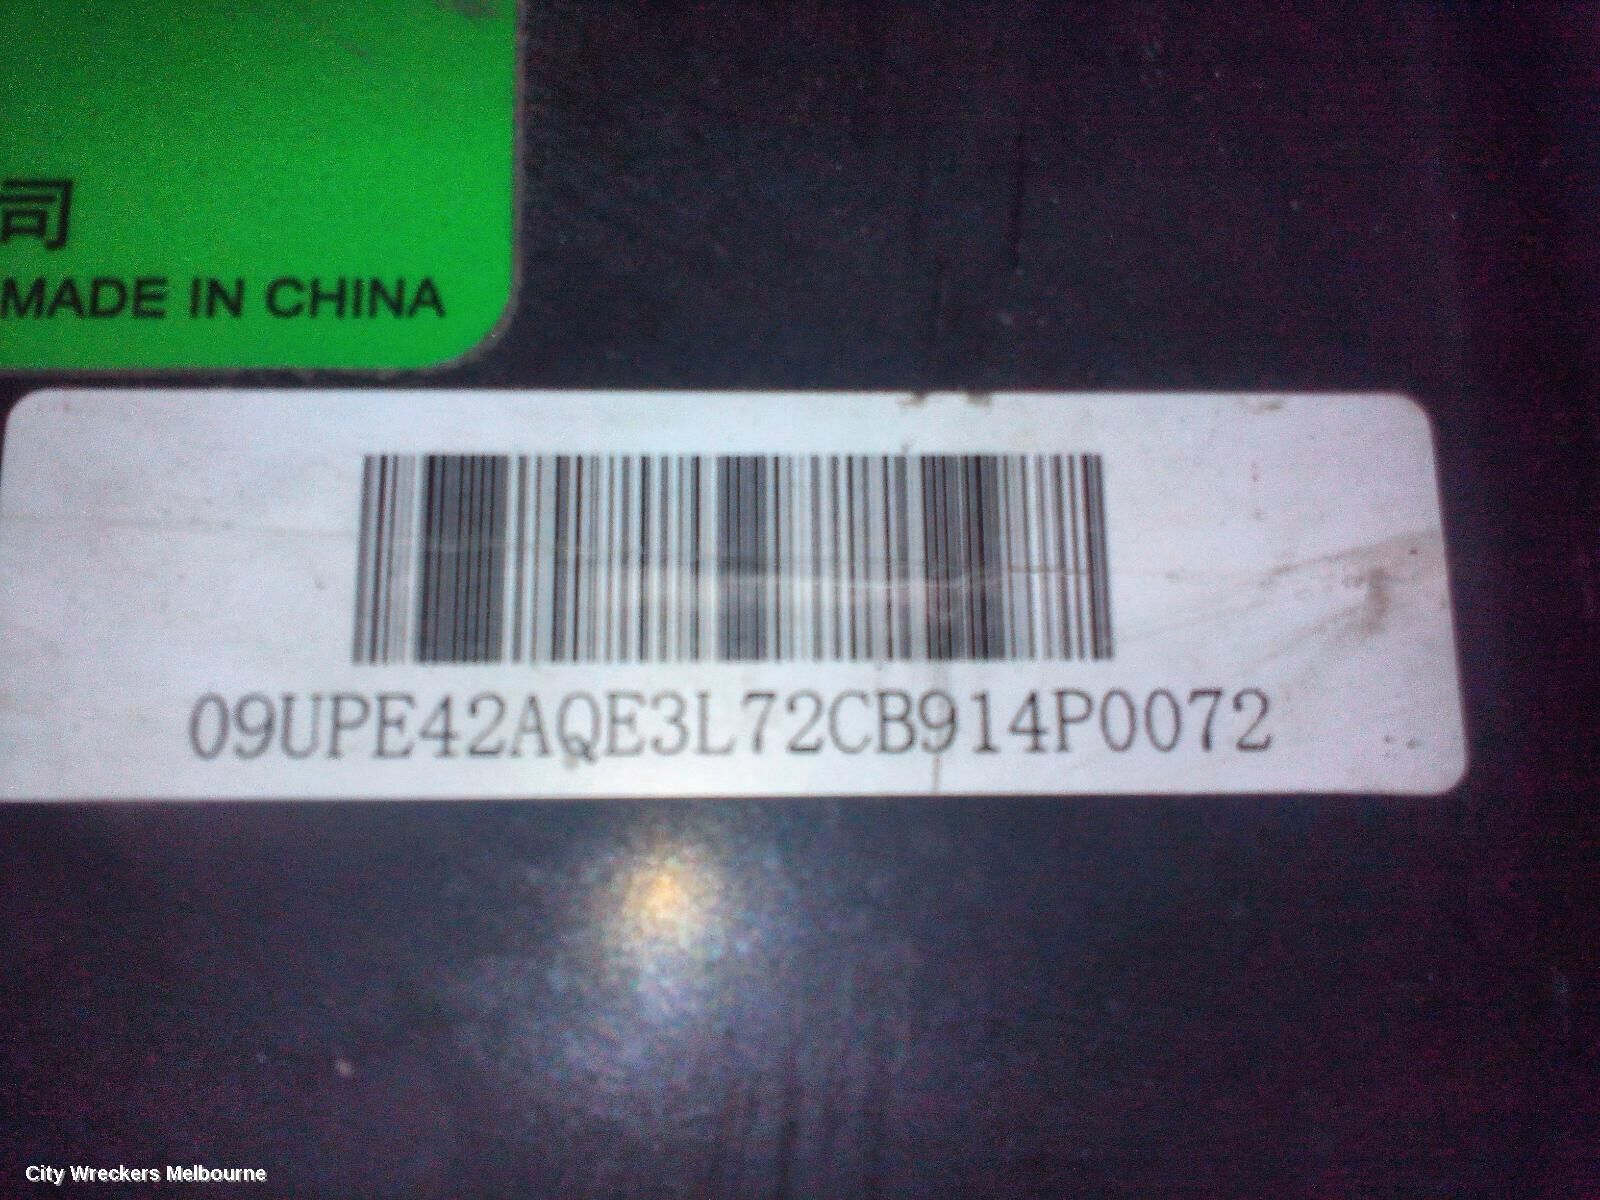 司
MADE IN CHINA
09UPE42AQE3L72CB914P0072
City Wreckers Melbourne